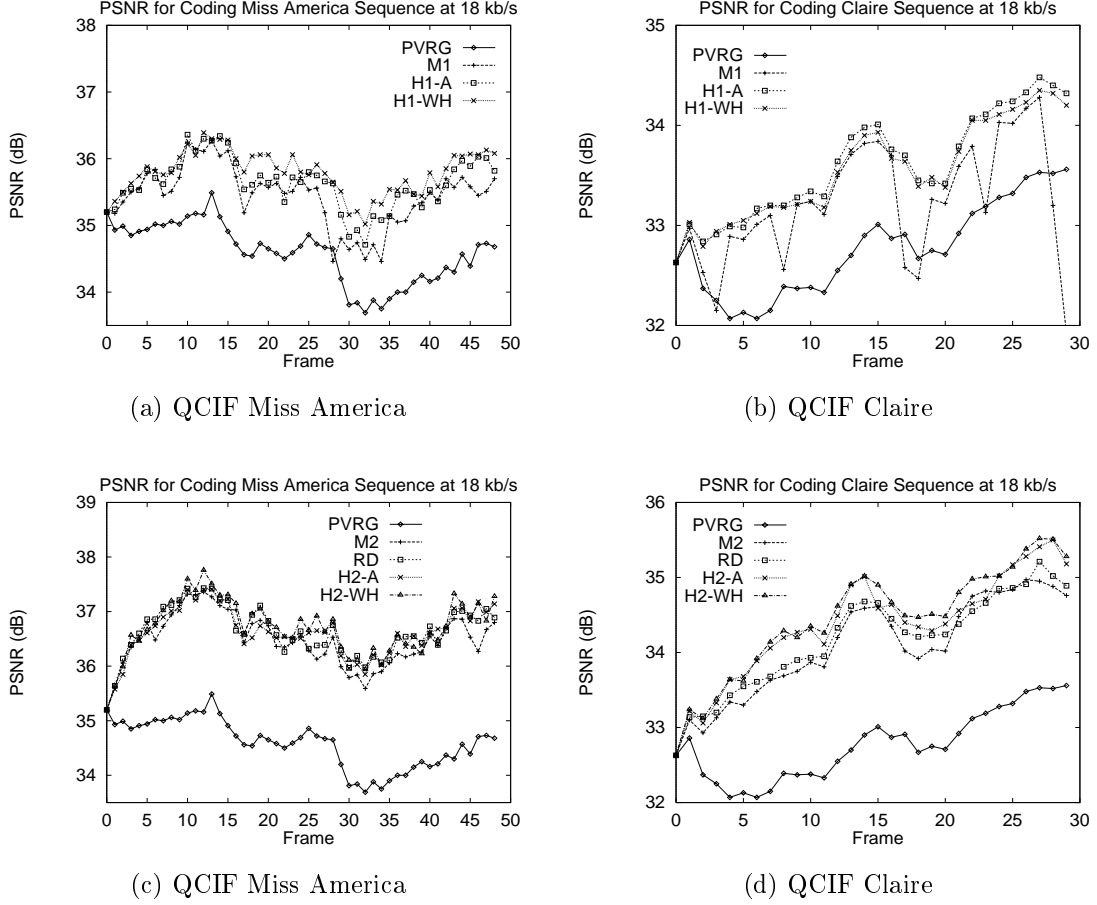 PSNR for Coding Miss America Sequence at 18 kb/s
38
37
36
35
34
PSNR (dB)
PVRG
M1
H1-A
H1-WH
0 5 10 15 20 25 30 35 40 45 50
Frame
(a) QCIF Miss America
PSNR for Coding Claire Sequence at 18 kb/s
35
34
33
32
PSNR (dB)
PVRG
M1
H1-A
H1-WH
0 5 10 15 20 25 30
Frame
(b) QCIF Claire
PSNR for Coding Miss America Sequence at 18 kb/s
39
38
37
36
35
34
PSNR (dB)
PVRG
M2
RD
H2-A
H2-WH
0 5 10 15 20 25 30 35 40 45 50
Frame
(c) QCIF Miss America
PSNR for Coding Claire Sequence at 18 kb/s
36
35
34
33
32
PSNR (dB)
PVRG
M2
RD
H2-A
H2-WH
0 5 10 15 20 25 30
Frame
(d) QCIF Claire